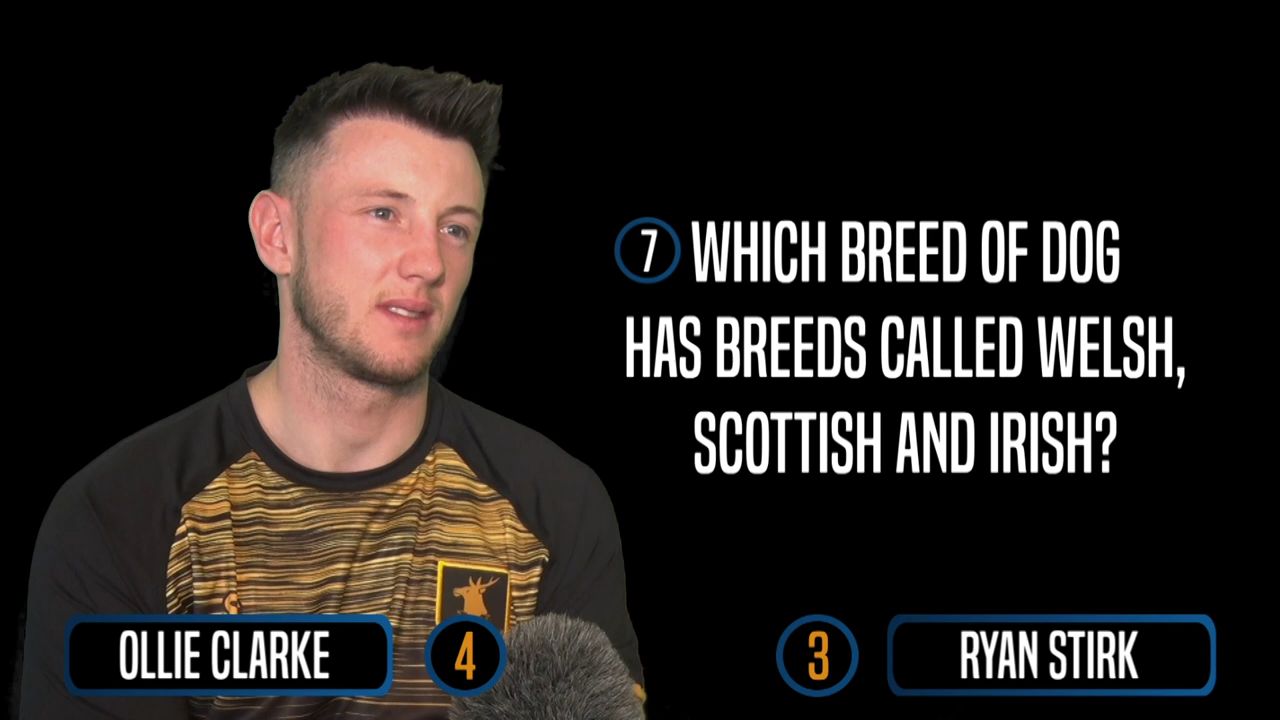 7 WHICH BREED OF DOG
HAS BREEDS CALLED WELSH,
SCOTTISH AND IRISH?
OLLIE CLARKE 4
3 RYAN STIRK